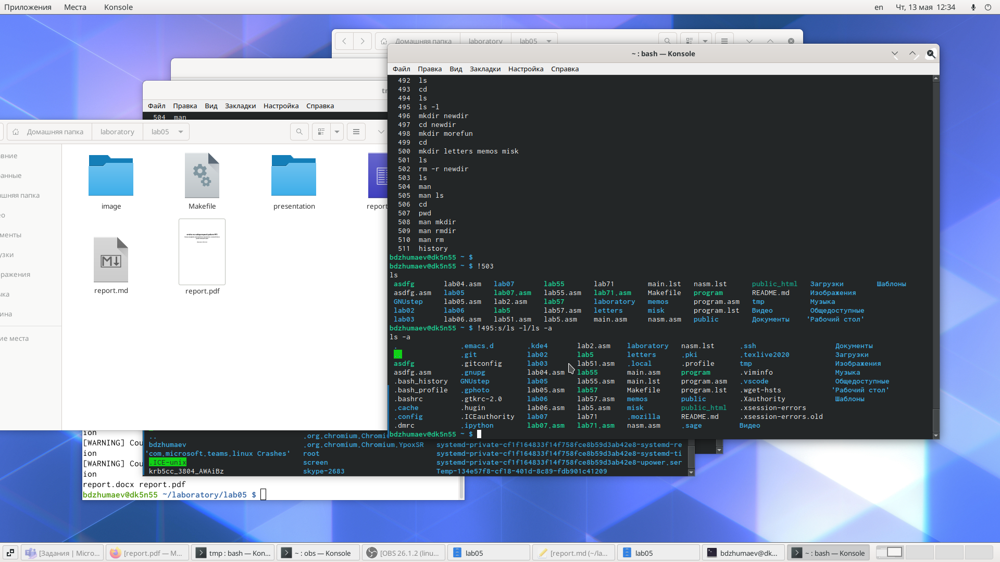 Приложения Места Konsole en Чт, 13 мая 12:34
Домашняя папка laboratory lab05
~ : bash — Konsole
Файл Правка Вид Закладки Настройка Справка
492 ls
493 cd
494 ls
495 ls -l
496 mkdir newdir
497 cd newdir
498 mkdir morefun
499 cd
500 mkdir letters memos misk
501 ls
502 rm -r newdir
503 ls
504 man
505 man ls
506 cd
507 pwd
508 man mkdir
509 man rmdir
510 man rm
511 history
bdzhumaev@dk5n55 ~ $
bdzhumaev@dk5n55 ~ $ !503
ls
asdfg lab04.asm lab07 lab55 lab71 main.lst nasm.lst public_html Загрузки Шаблоны
asdfg.asm lab05 lab07.asm lab55.asm lab71.asm Makefile program README.md Изображения
GNUstep lab05.asm lab2.asm lab57 laboratory memos program.asm tmp Музыка
lab02 lab06 lab5 lab57.asm letters misk program.lst Видео Общедоступные
lab03 lab06.asm lab51.asm lab5.asm main.asm nasm.asm public Документы 'Рабочий стол'
bdzhumaev@dk5n55 ~ $ !495:s/ls -l/ls -a
ls -a
. .emacs.d .kde4 lab2.asm laboratory nasm.lst .ssh Документы
.git lab02 lab5 letters .pki .texlive2020 Загрузки
asdfg .gitconfig lab03 lab51.asm .local .profile tmp Изображения
asdfg.asm .gnupg lab04.asm lab55 main.asm program .viminfo Музыка
.bash_history GNUstep lab05 lab55.asm main.lst program.asm .vscode Общедоступные
.bash_profile .gphoto lab05.asm lab57 Makefile program.lst .wget-hsts 'Рабочий стол'
.bashrc .gtkrc-2.0 lab06 lab57.asm memos public .Xauthority Шаблоны
.cache .hugin lab06.asm lab5.asm misk public_html .xsession-errors
.config .ICEauthority lab07 lab71 .mozilla README.md .xsession-errors.old
.dmrc .ipython lab07.asm lab71.asm nasm.asm .sage Видео
bdzhumaev@dk5n55 ~ $
Файл Правка Вид Закладки Настройка Справка
504 man
Домашняя папка laboratory lab05
image Makefile presentation report
report.md report.pdf
.. .org.chromium.Chromium
bdzhumaev .org.chromium.Chromium.YpoxSR systemd-private-cf1f164833f14f758fce8b59d3ab42e8-systemd-re
'com.microsoft.teams.linux Crashes' root systemd-private-cf1f164833f14f758fce8b59d3ab42e8-systemd-ti
.ICE-unix screen systemd-private-cf1f164833f14f758fce8b59d3ab42e8-upower.ser
krb5cc_3804_AWAiBz skype-2683 Temp-134e57f8-cf18-401d-8c89-fdb901c41209
ion
[WARNING] Cou
ion
[WARNING] Cou
ion
report.docx report.pdf
bdzhumaev@dk5n55 ~/laboratory/lab05 $
[Задания | Micro... [report.pdf — M... tmp : bash — Kon... ~ : obs — Konsole [OBS 26.1.2 (linu... lab05 [report.md (~/la... lab05 bdzhumaev@dk... ~ : bash — Konsole